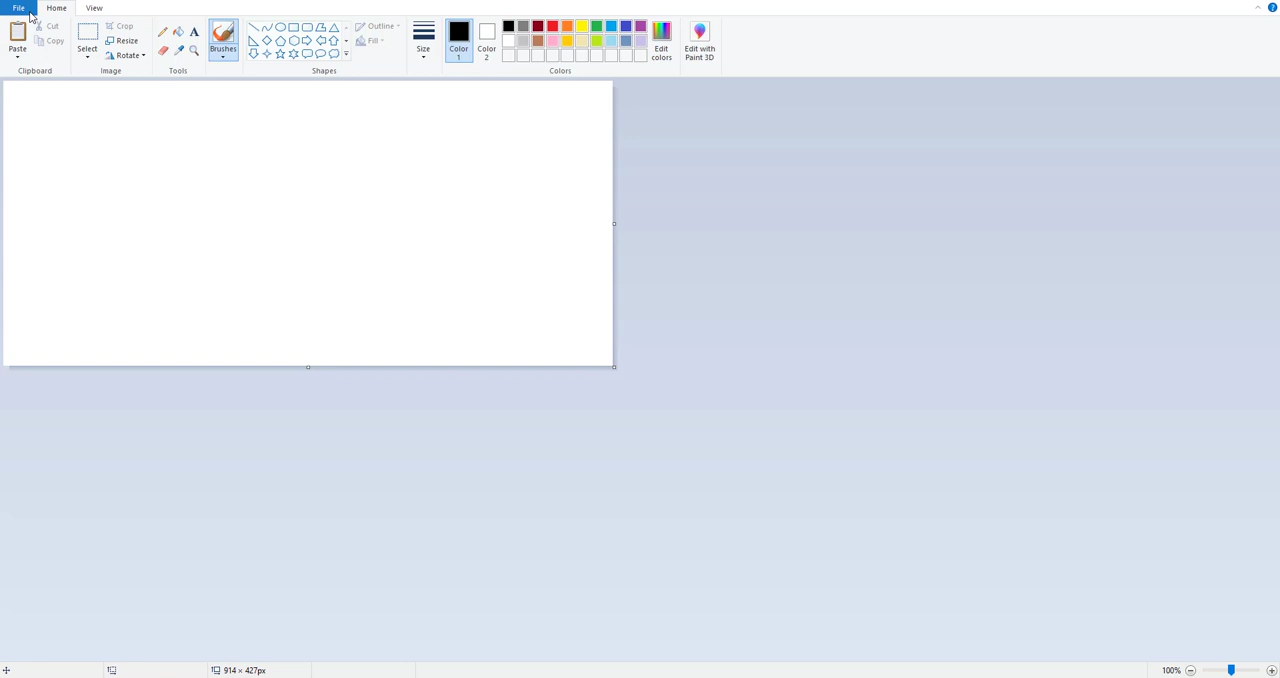 File Home View
Paste Cut Copy Clipboard
Select Crop Resize Rotate Image
A Tools
Brushes
Outline Fill Shapes
Size
Color 1 Color 2 Edit colors Colors
Edit with Paint 3D
914 × 427px 100%